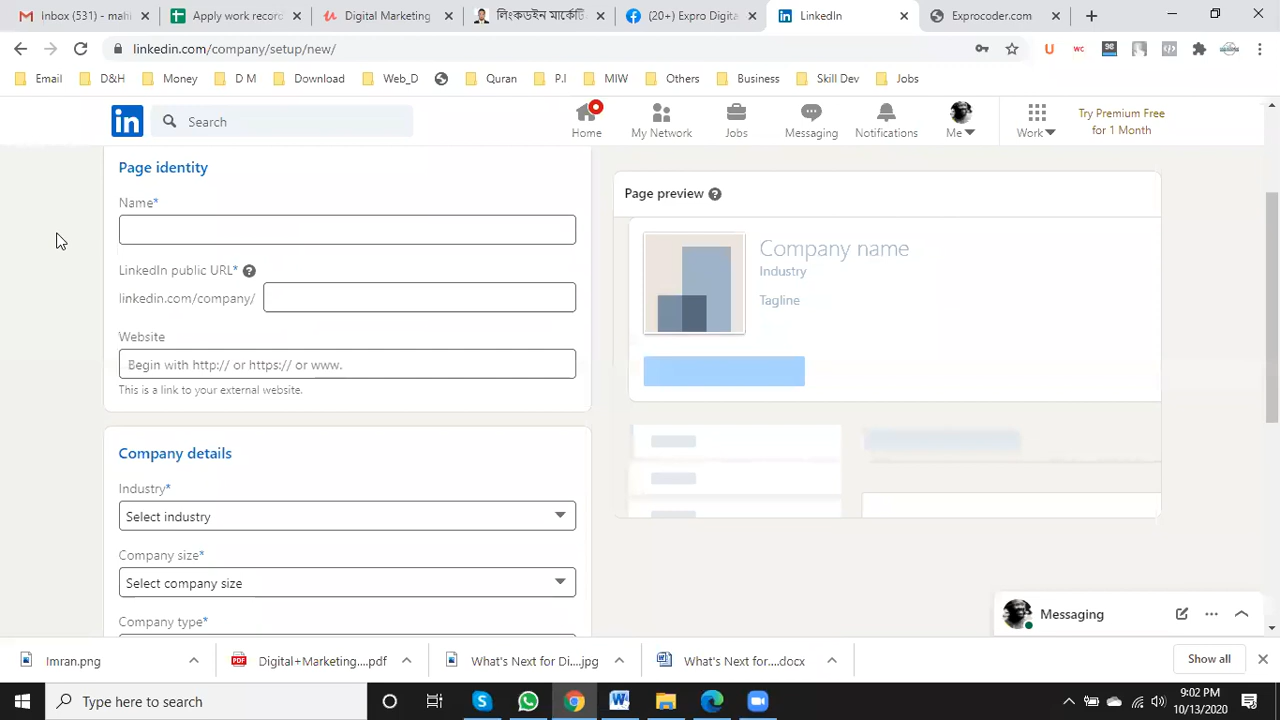 Inbox (531) - mahi
Apply work record
Digital Marketing
লিংকডইন মার্কেটি
(20+) Expro Digita
LinkedIn
Exprocoder.com
linkedin.com/company/setup/new/
Email
D&H
Money
D M
Download
Web_D
Quran
P.I
MIW
Others
Business
Skill Dev
Jobs
in
Search
Home
My Network
Jobs
Messaging
Notifications
Me
Work
Try Premium Free
for 1 Month
Page identity
Name*
LinkedIn public URL*
linkedin.com/company/
Website
Begin with http:// or https:// or www.
This is a link to your external website.
Company details
Industry*
Select industry
Company size*
Select company size
Company type*
Page preview
Company name
Industry
Tagline
Messaging
Imran.png
Digital+Marketing....pdf
What's Next for Di....jpg
What's Next for....docx
Show all
Type here to search
9:02 PM
10/13/2020